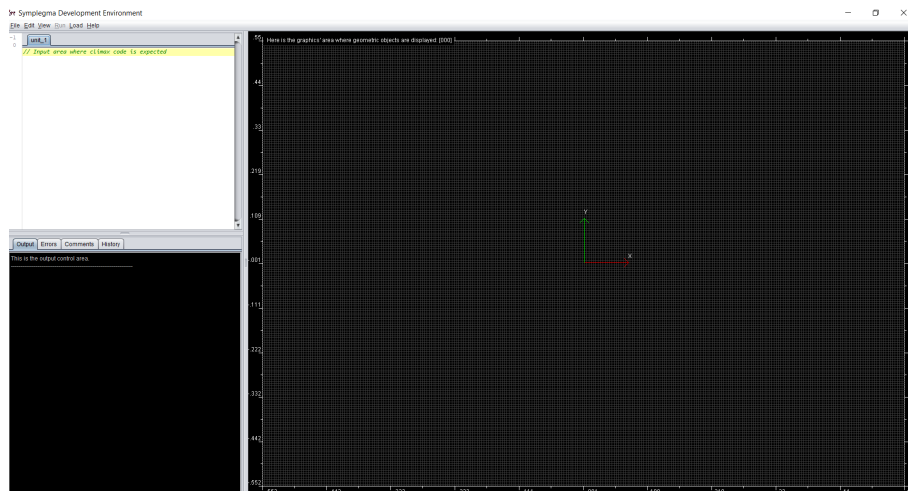 Symplegma Development Environment
File Edit View Run Load Help
unit_1
-1
0
// Input area where climax code is expected
Output Errors Comments History
This is the output control area.
Here is the graphics' area where geometric objects are displayed. [000]
.55
.44
.33
.219
.109
-.001
-.111
-.222
-.332
-.442
-.552
Y
X